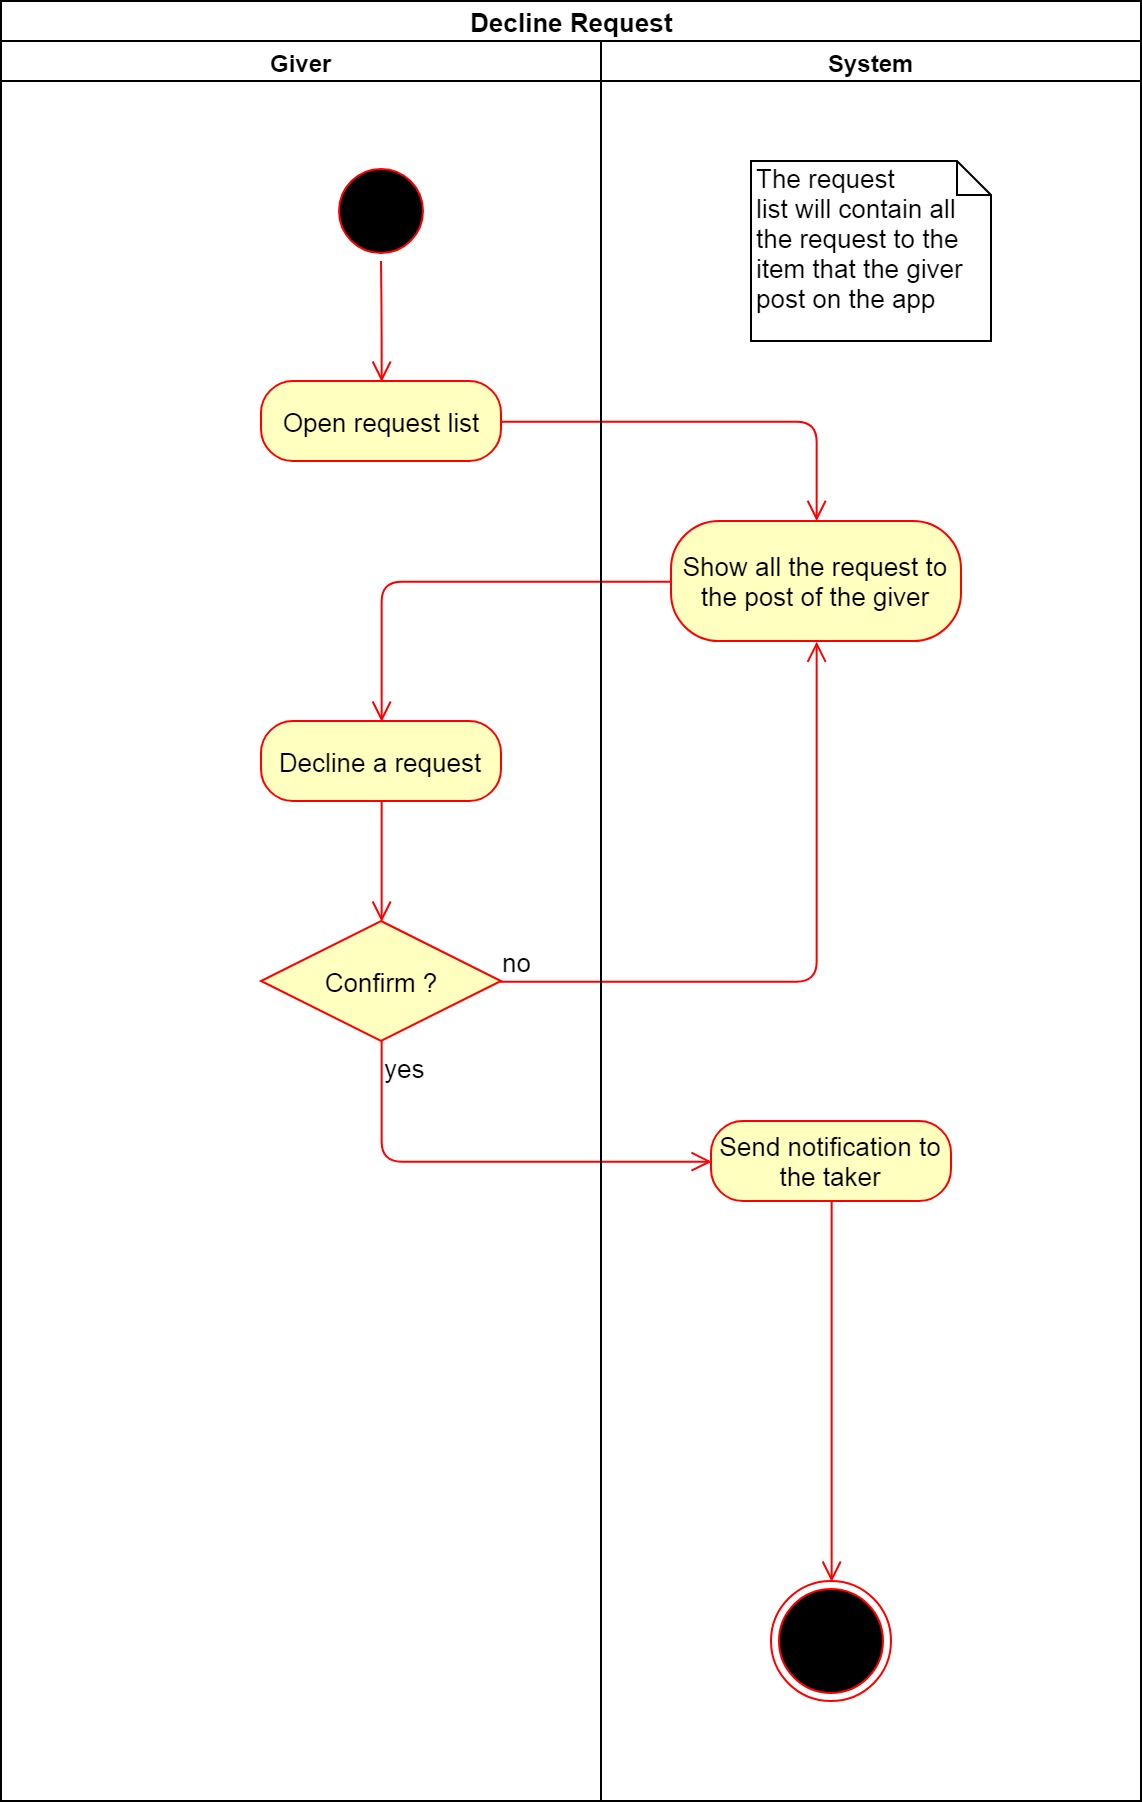 Decline Request
Giver
System
The request
list will contain all
the request to the
item that the giver
post on the app
Open request list
Show all the request to
the post of the giver
Decline a request
Confirm ?
no
yes
Send notification to
the taker